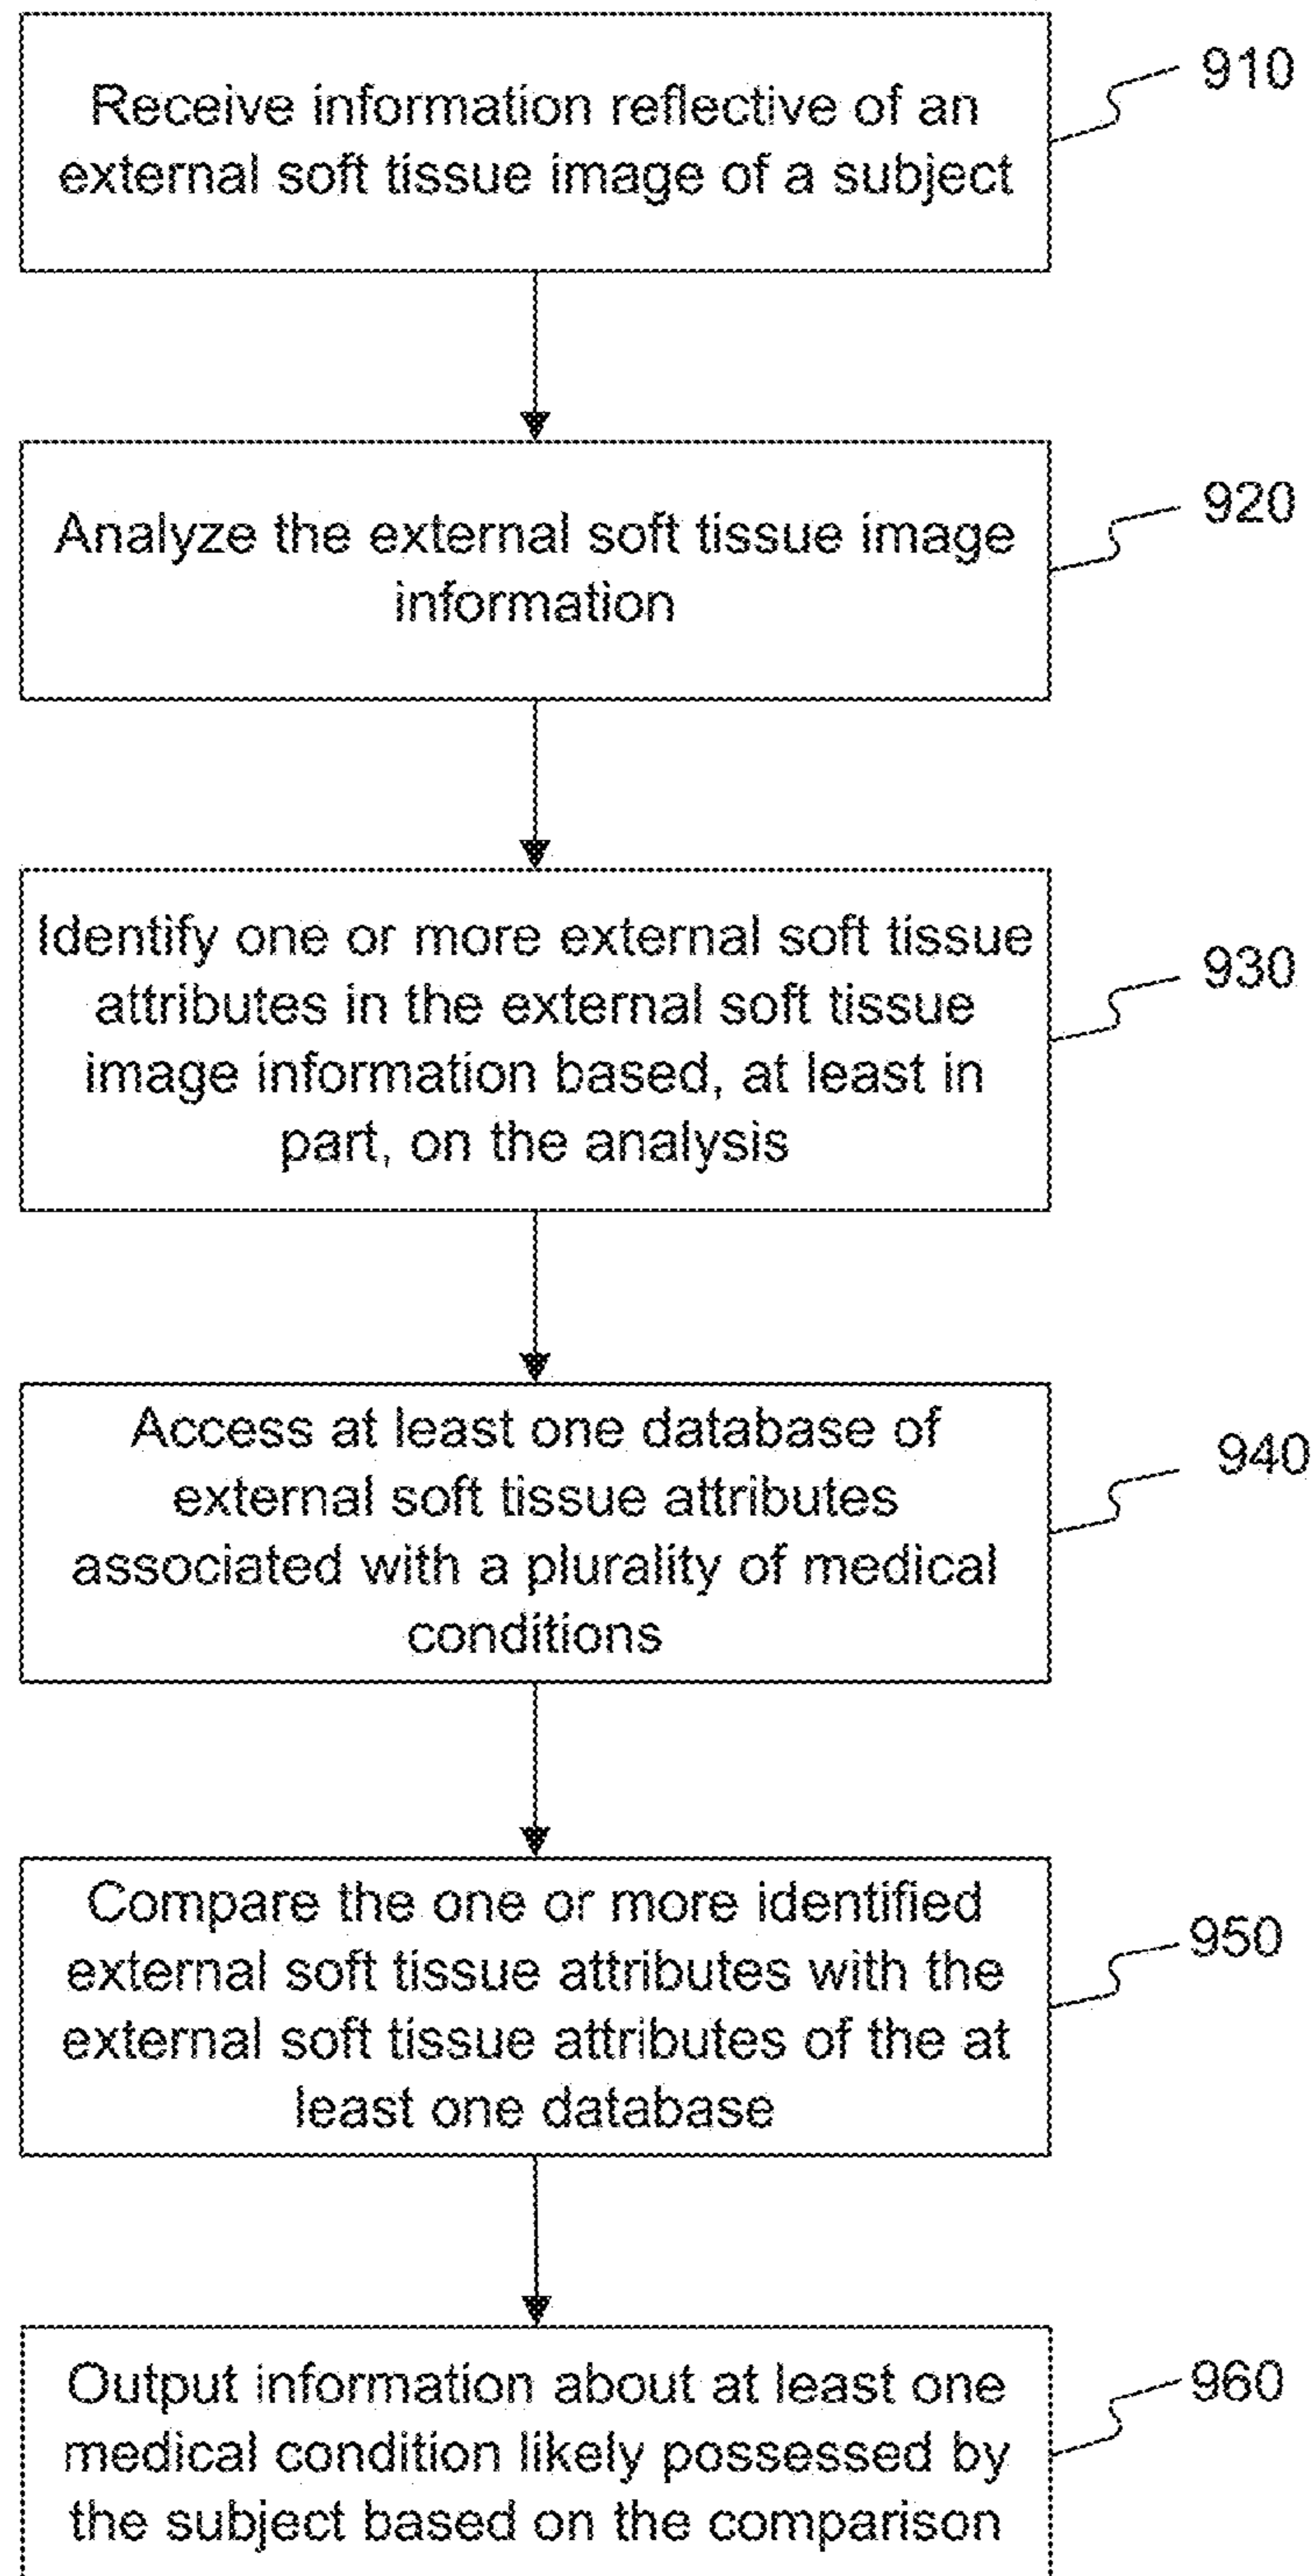 Receive information reflective of an
external soft tissue image of a subject
910
Analyze the external soft tissue image
information
920
Identify one or more external soft tissue
attributes in the external soft tissue
image information based, at least in
part, on the analysis
930
Access at least one database of
external soft tissue attributes
associated with a plurality of medical
conditions
940
Compare the one or more identified
external soft tissue attributes with the
external soft tissue attributes of the at
least one database
950
Output information about at least one
medical condition likely possessed by
the subject based on the comparison
960